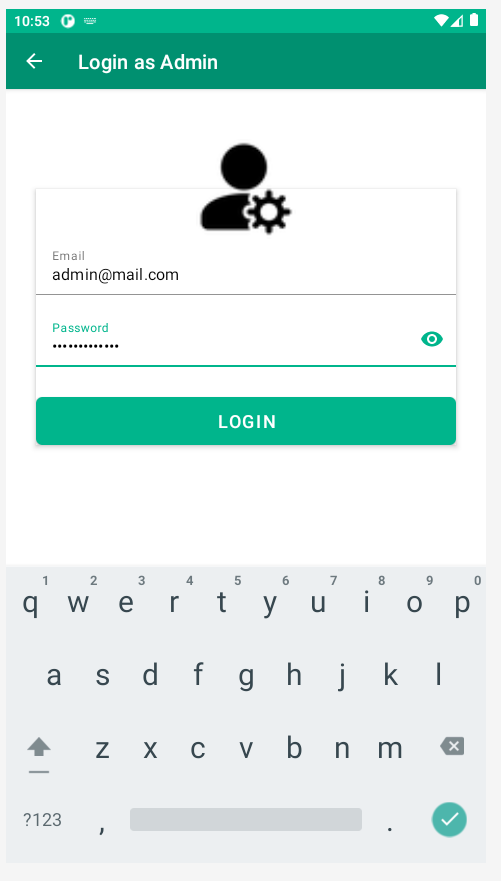 10:53
Login as Admin
Email
admin@mail.com
Password
•••••••••••••
LOGIN
1 2 3 4 5 6 7 8 9 0
q w e r t y u i o p
a s d f g h j k l
z x c v b n m
?123 , .